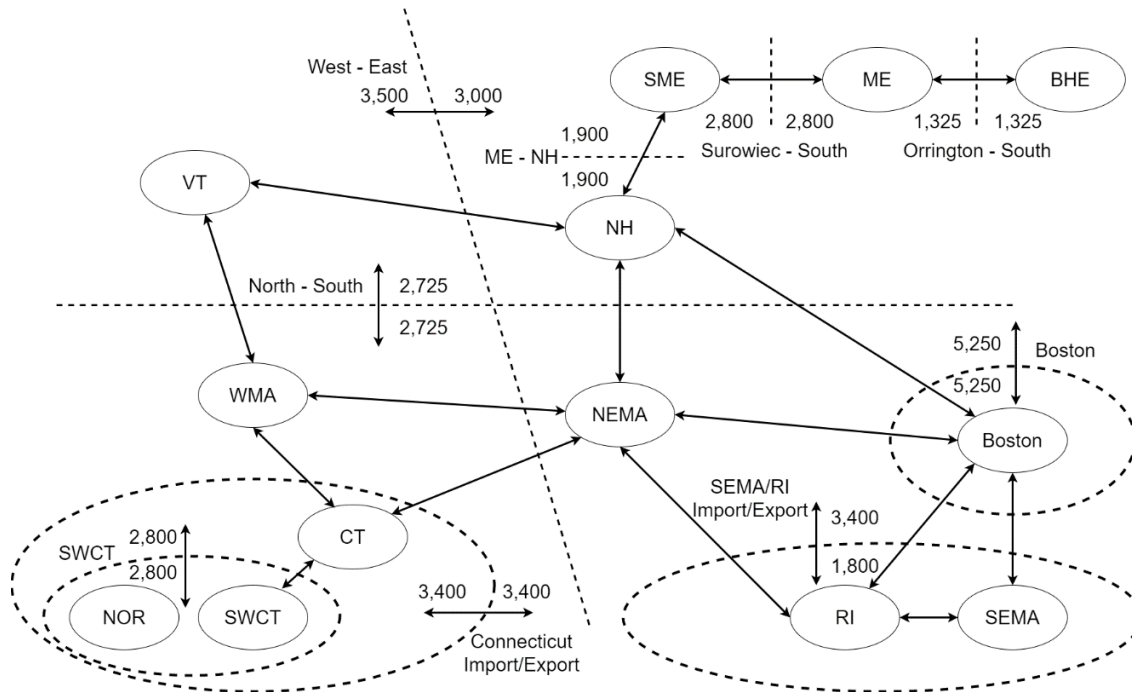 West - East
3,500 3,000
SME
ME
BHE
2,800 2,800
1,325 1,325
Surowiec - South
Orrington - South
1,900
ME - NH
1,900
VT
NH
North - South
2,725
2,725
5,250
Boston
5,250
WMA
NEMA
Boston
SEMA/RI
Import/Export
3,400
1,800
CT
SWCT
2,800
2,800
3,400 3,400
NOR
SWCT
RI
SEMA
Connecticut
Import/Export